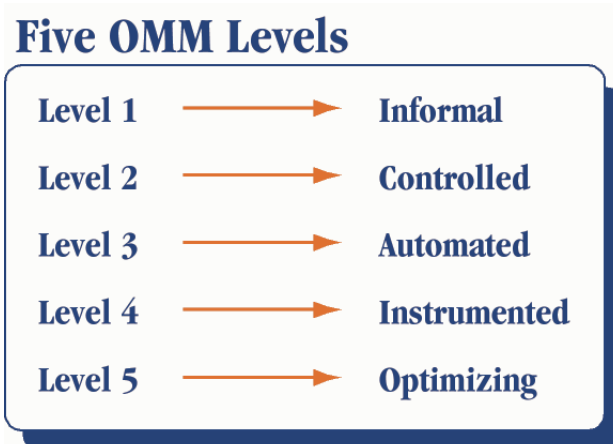 Five OMM Levels
Level 1 Informal
Level 2 Controlled
Level 3 Automated
Level 4 Instrumented
Level 5 Optimizing